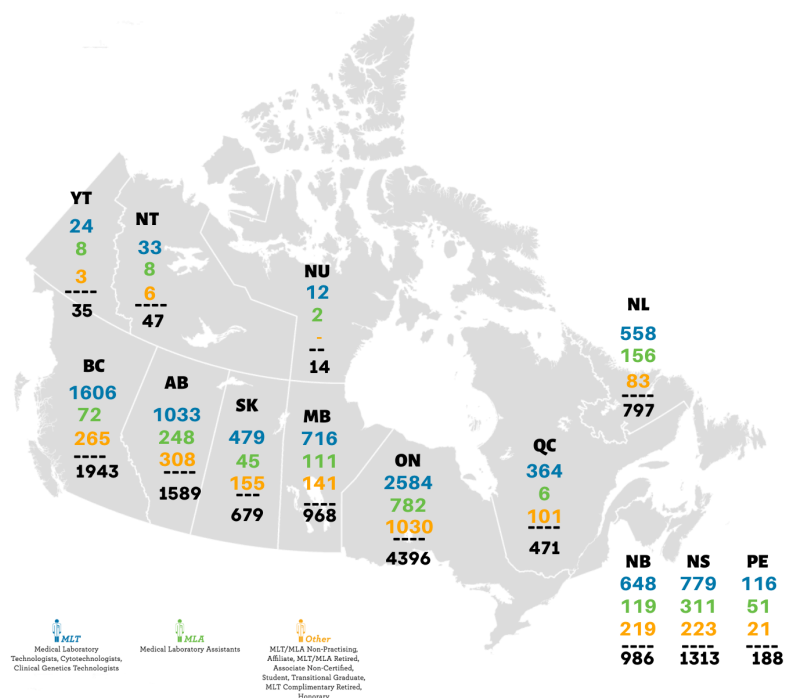 YT
24
8
3
----
35
NT
33
8
6
----
47
NU
12
2
-
--
14
NL
558
156
83
----
797
BC
1606
72
265
----
1943
AB
1033
248
308
----
1589
SK
479
45
155
---
679
MB
716
111
141
----
968
ON
2584
782
1030
----
4396
QC
364
6
101
----
471
NB
648
119
219
----
986
NS
779
311
223
----
1313
PE
116
51
21
----
188
MLT
Medical Laboratory
Technologists, Cytotechnologists,
Clinical Genetics Technologists
MLA
Medical Laboratory Assistants
Other
MLT/MLA Non-Practising,
Affiliate, MLT/MLA Retired,
Associate Non-Certified,
Student, Transitional Graduate,
MLT Complimentary Retired,
Honorary